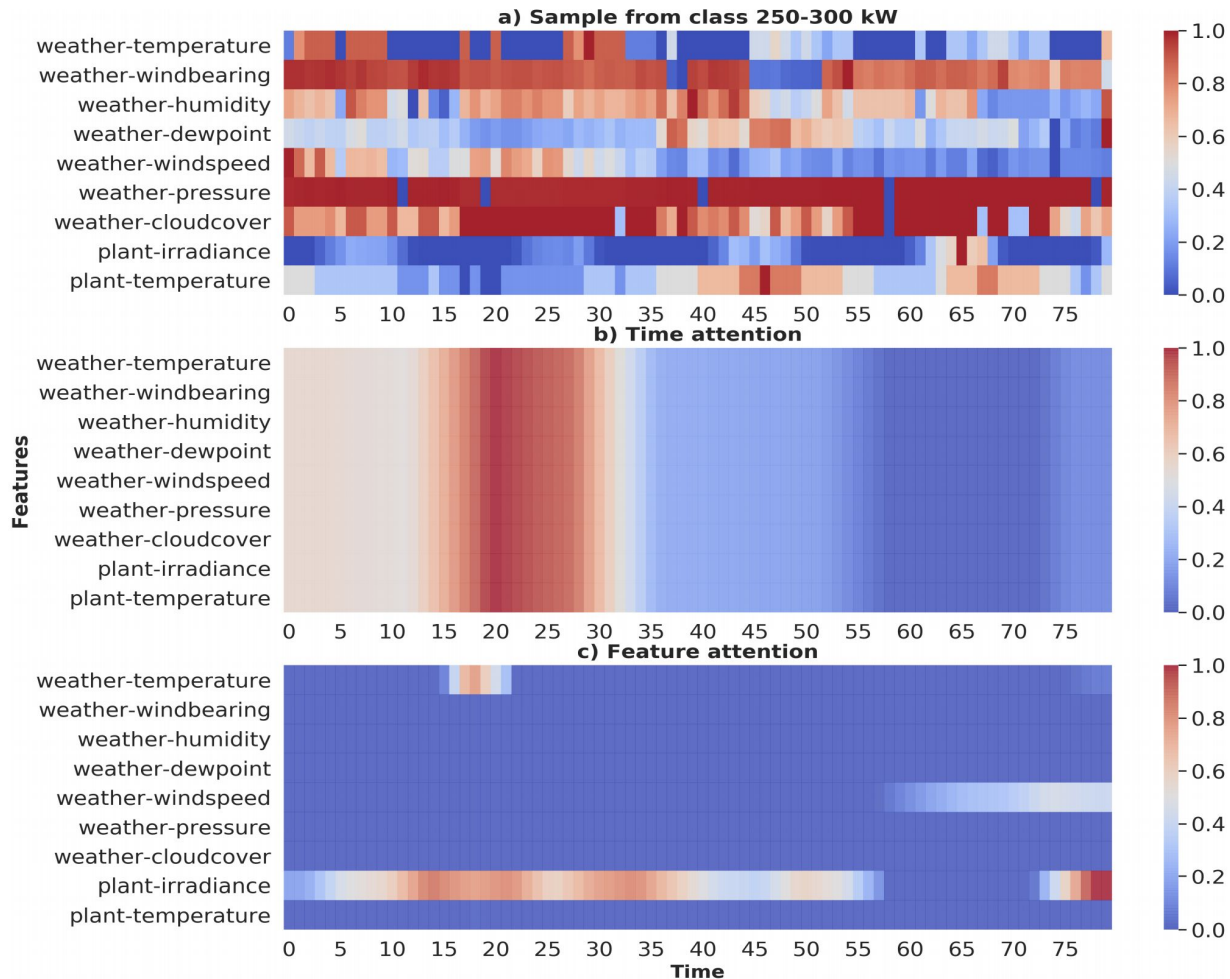 a) Sample from class 250-300 kW
weather-temperature
weather-windbearing
weather-humidity
weather-dewpoint
weather-windspeed
weather-pressure
weather-cloudcover
plant-irradiance
plant-temperature
0 5 10 15 20 25 30 35 40 45 50 55 60 65 70 75
1.0
0.8
0.6
0.4
0.2
0.0
b) Time attention
Features
weather-temperature
weather-windbearing
weather-humidity
weather-dewpoint
weather-windspeed
weather-pressure
weather-cloudcover
plant-irradiance
plant-temperature
0 5 10 15 20 25 30 35 40 45 50 55 60 65 70 75
1.0
0.8
0.6
0.4
0.2
0.0
c) Feature attention
weather-temperature
weather-windbearing
weather-humidity
weather-dewpoint
weather-windspeed
weather-pressure
weather-cloudcover
plant-irradiance
plant-temperature
0 5 10 15 20 25 30 35 40 45 50 55 60 65 70 75
Time
1.0
0.8
0.6
0.4
0.2
0.0